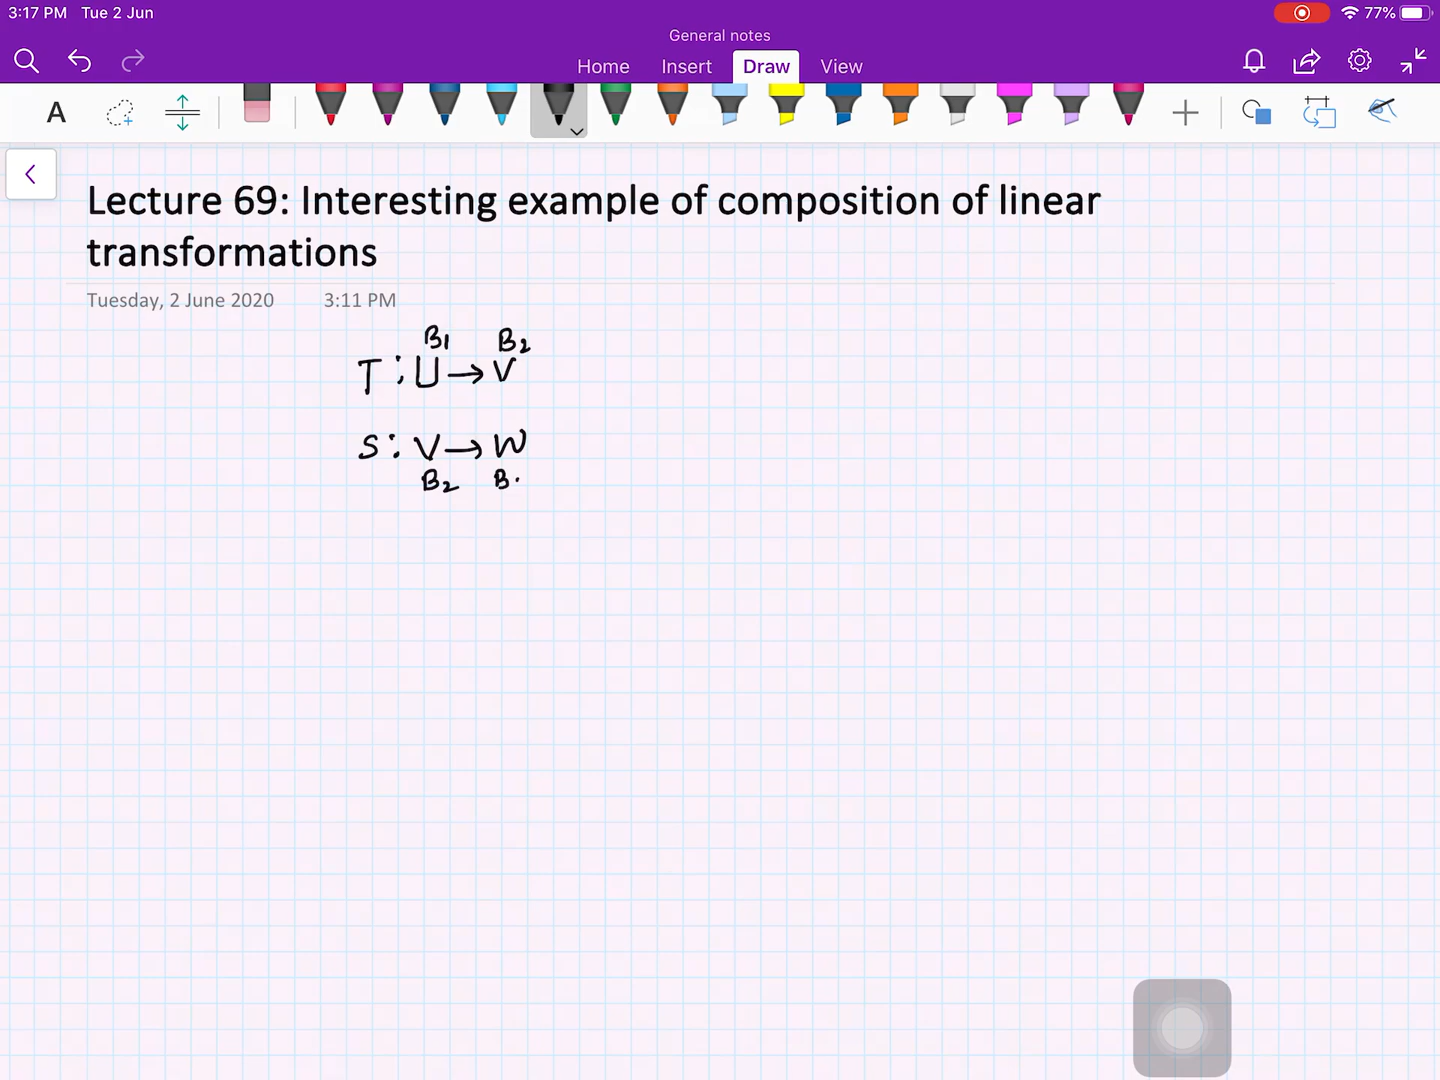 3:17 PM Tue 2 Jun 77%
General notes
Home Insert Draw View
A
Lecture 69: Interesting example of composition of linear
transformations
Tuesday, 2 June 2020 3:11 PM
B1 B2
T : U → V
S : V → W
B2 B